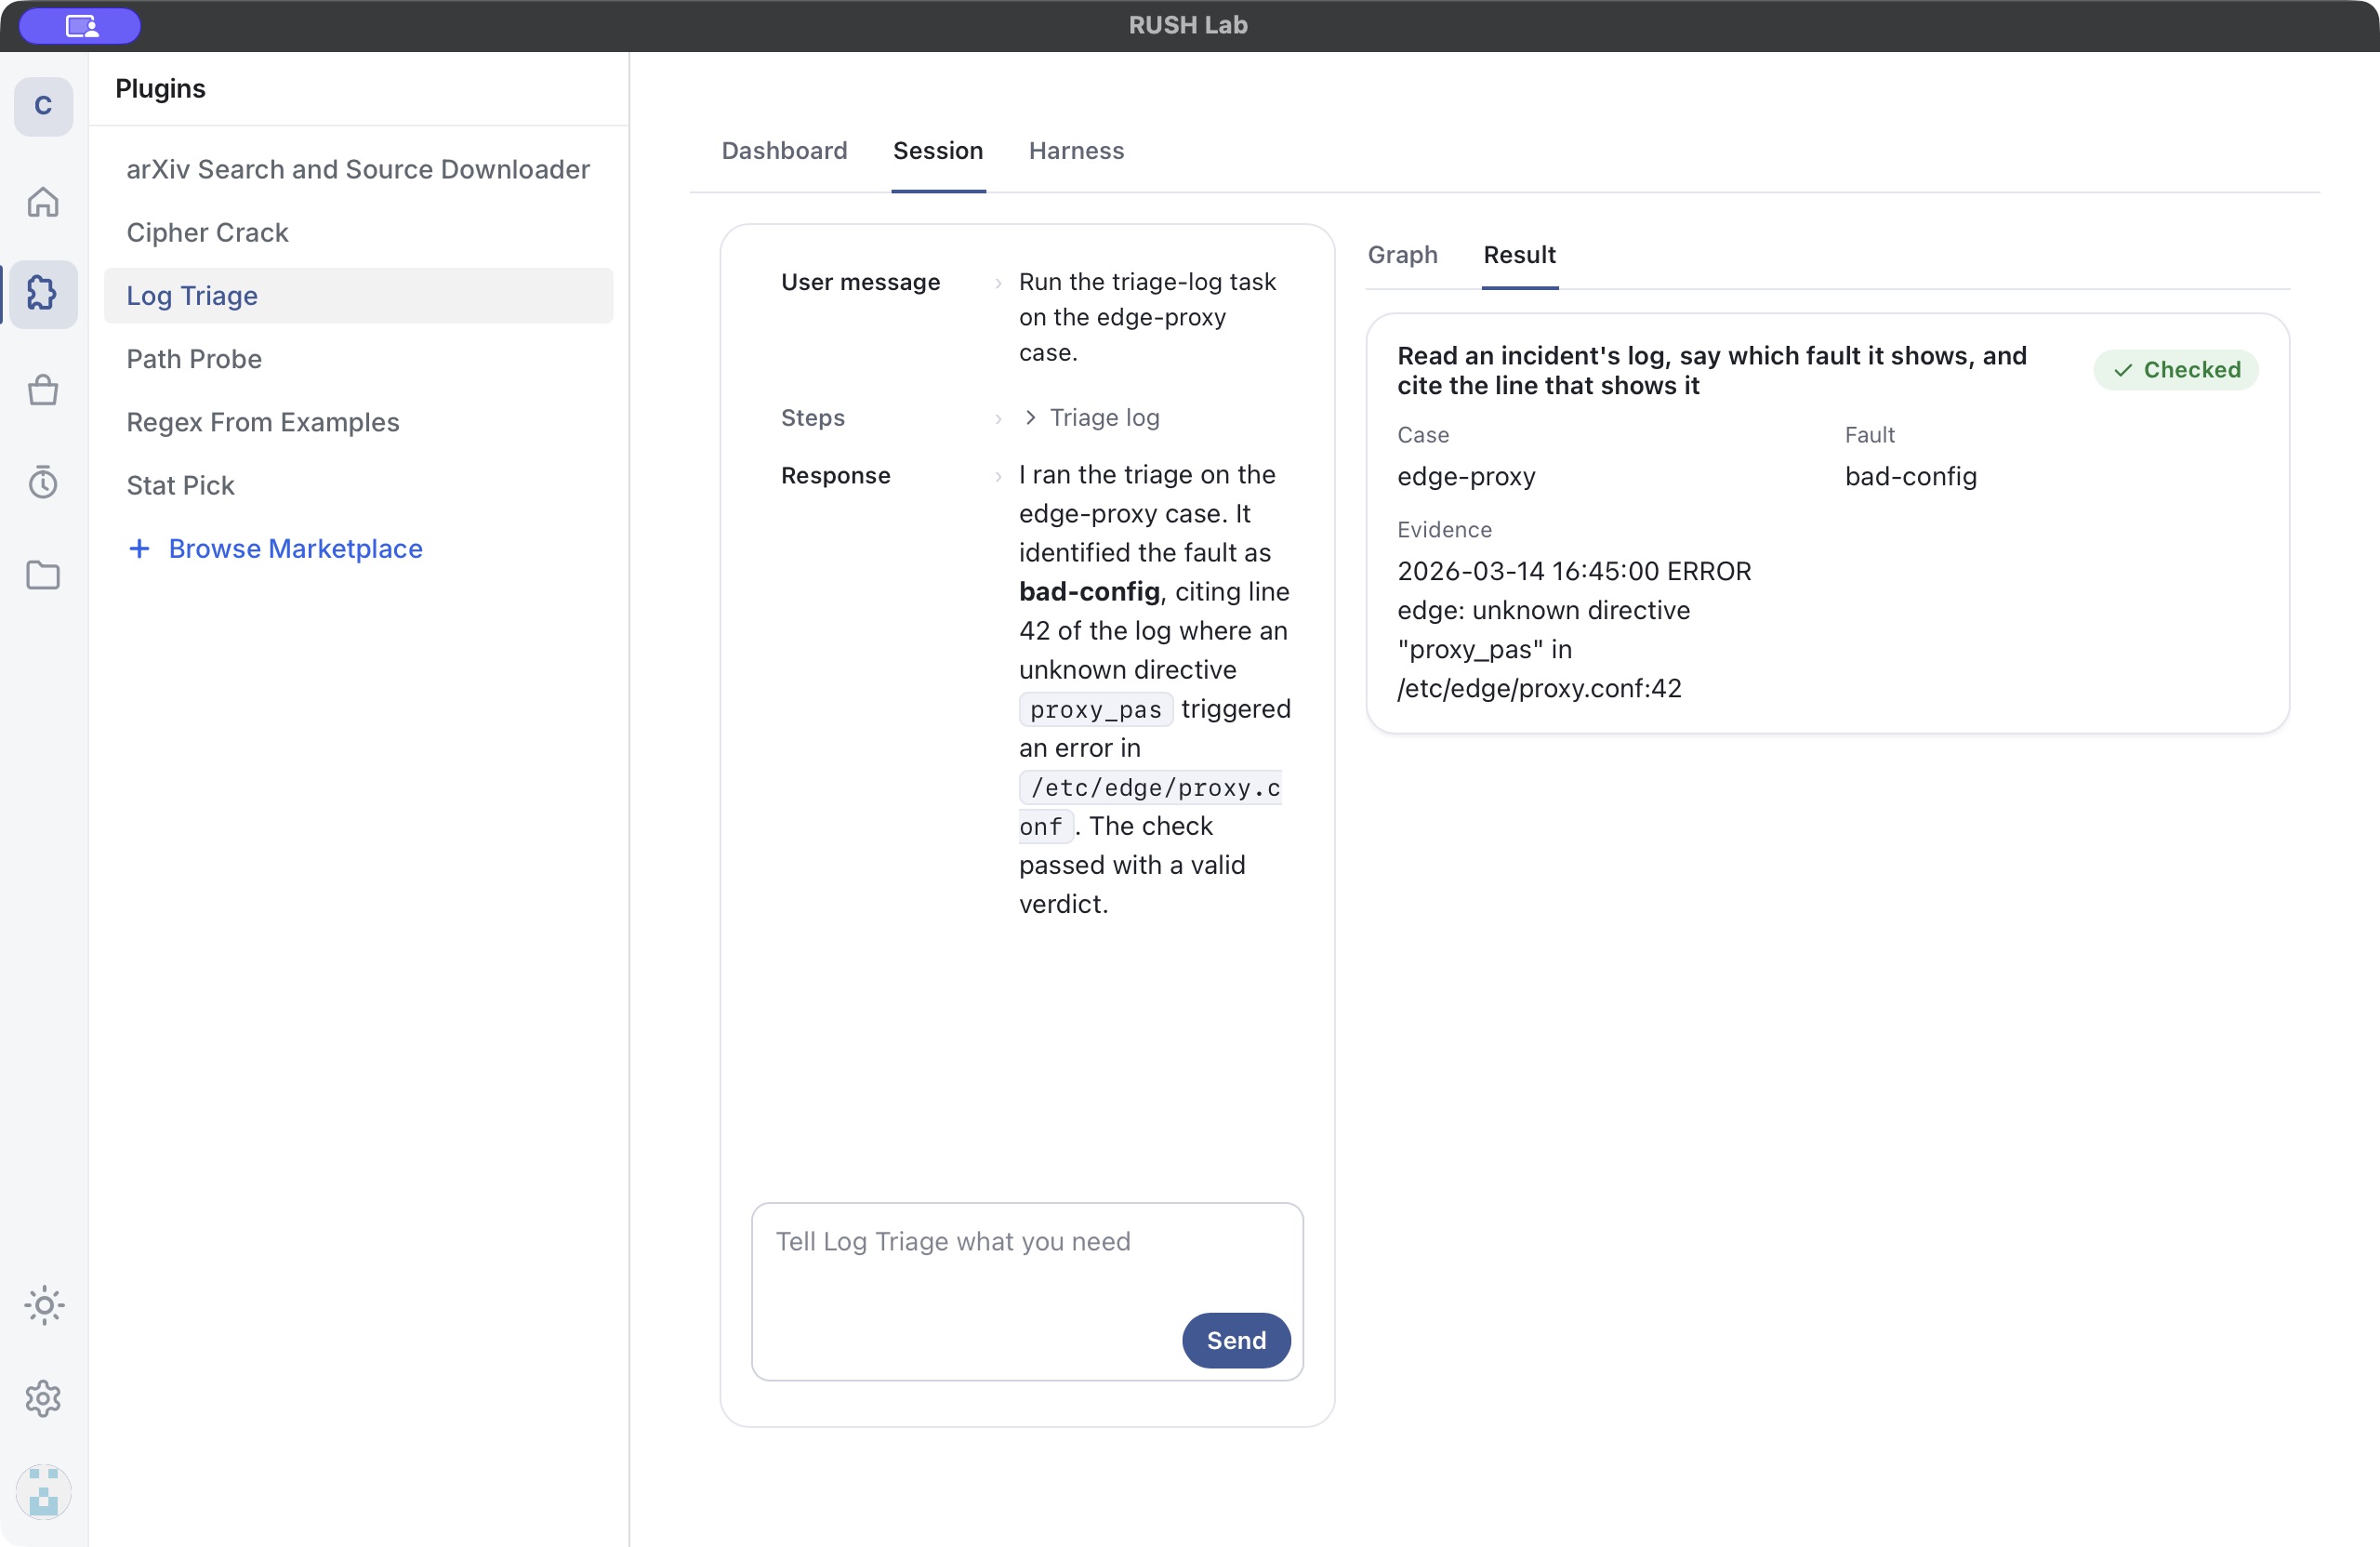 RUSH Lab
C
Plugins
arXiv Search and Source Downloader
Cipher Crack
Log Triage
Path Probe
Regex From Examples
Stat Pick
+ Browse Marketplace
Dashboard
Session
Harness
User message
Run the triage-log task
on the edge-proxy
case.
Steps
Triage log
Response
I ran the triage on the
edge-proxy case. It
identified the fault as
bad-config, citing line
42 of the log where an
unknown directive
proxy_pas triggered
an error in
/etc/edge/proxy.c
onf. The check
passed with a valid
verdict.
Tell Log Triage what you need
Send
Graph
Result
Read an incident's log, say which fault it shows, and
cite the line that shows it
Checked
Case
Fault
edge-proxy
bad-config
Evidence
2026-03-14 16:45:00 ERROR
edge: unknown directive
"proxy_pas" in
/etc/edge/proxy.conf:42